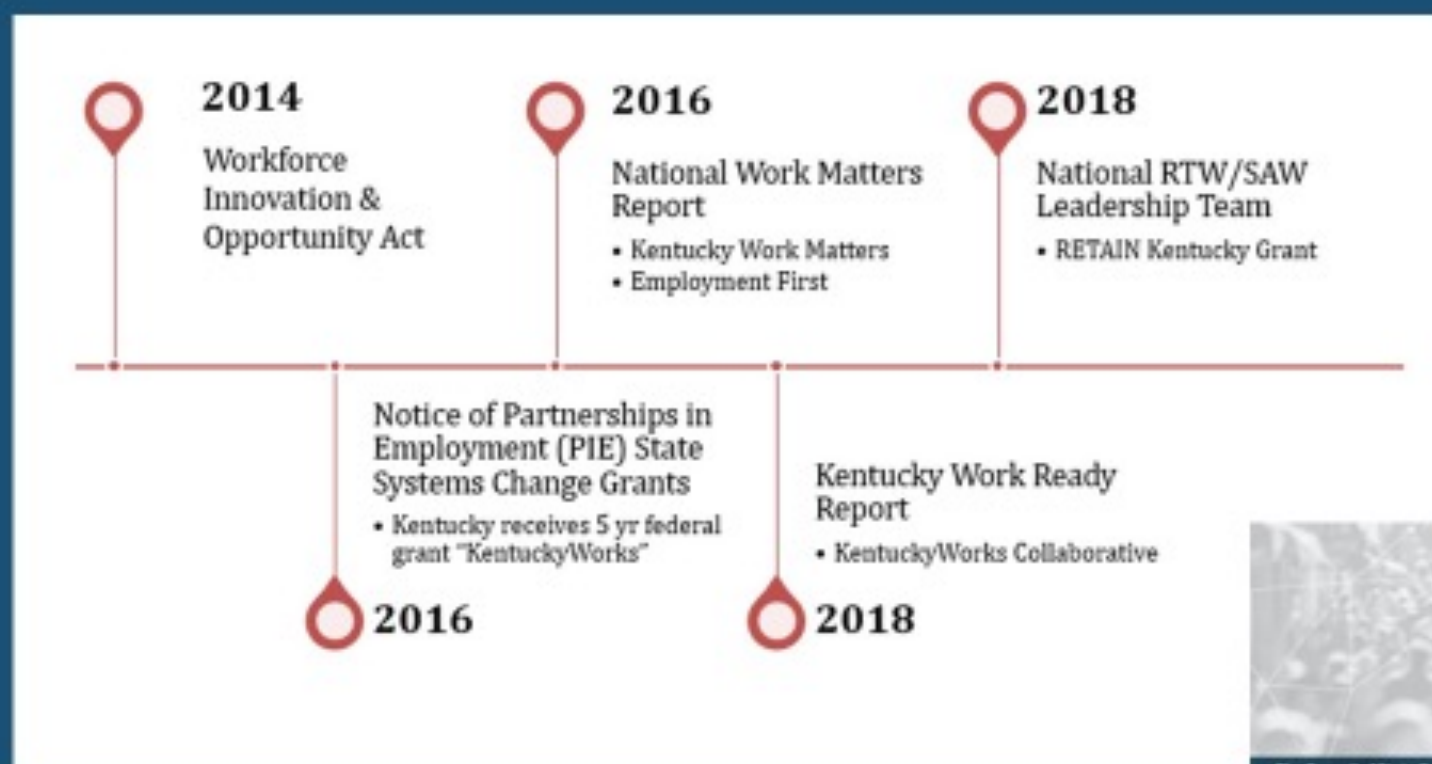 2014
Workforce
Innovation &
Opportunity Act
Notice of Partnerships in
Employment (PIE) State
Systems Change Grants
• Kentucky receives 5 yr federal
grant "KentuckyWorks"
2016
2016
National Work Matters
Report
• Kentucky Work Matters
• Employment First
Kentucky Work Ready
Report
• KentuckyWorks Collaborative
2018
2018
National RTW/SAW
Leadership Team
• RETAIN Kentucky Grant